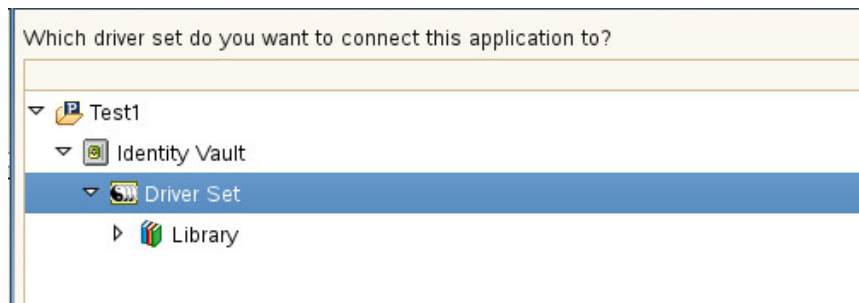 Which driver set do you want to connect this application to?
Test1
Identity Vault
Driver Set
Library